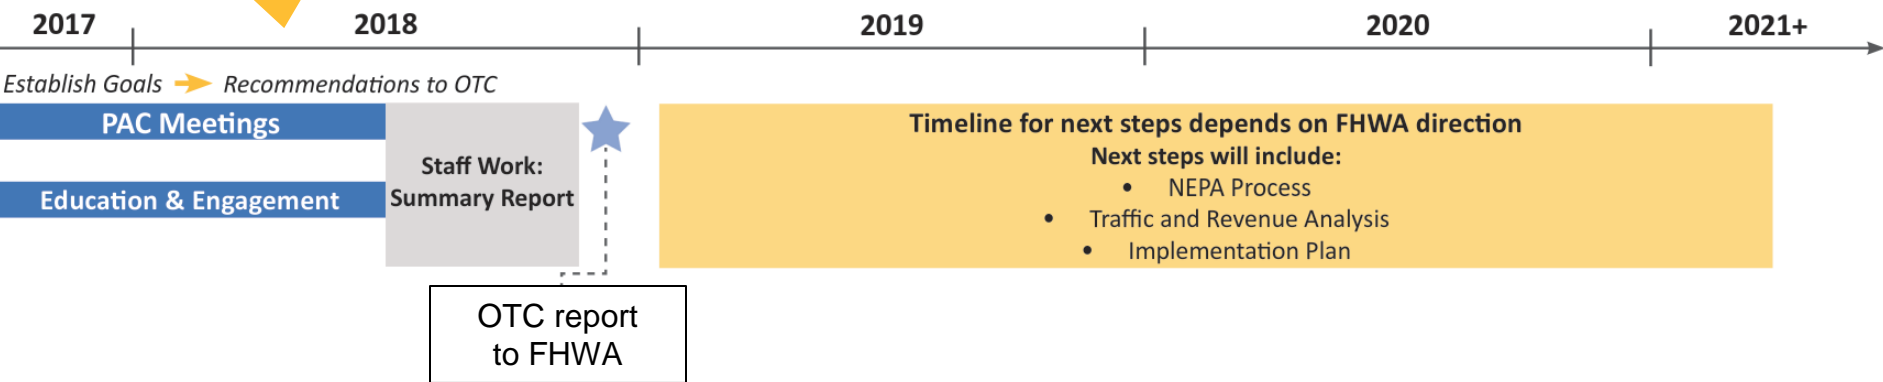 2017 2018 2019 2020 2021+
Establish Goals Recommendations to OTC
PAC Meetings
Education & Engagement
Staff Work:
Summary Report
OTC report
to FHWA
Timeline for next steps depends on FHWA direction
Next steps will include:
• NEPA Process
• Traffic and Revenue Analysis
• Implementation Plan